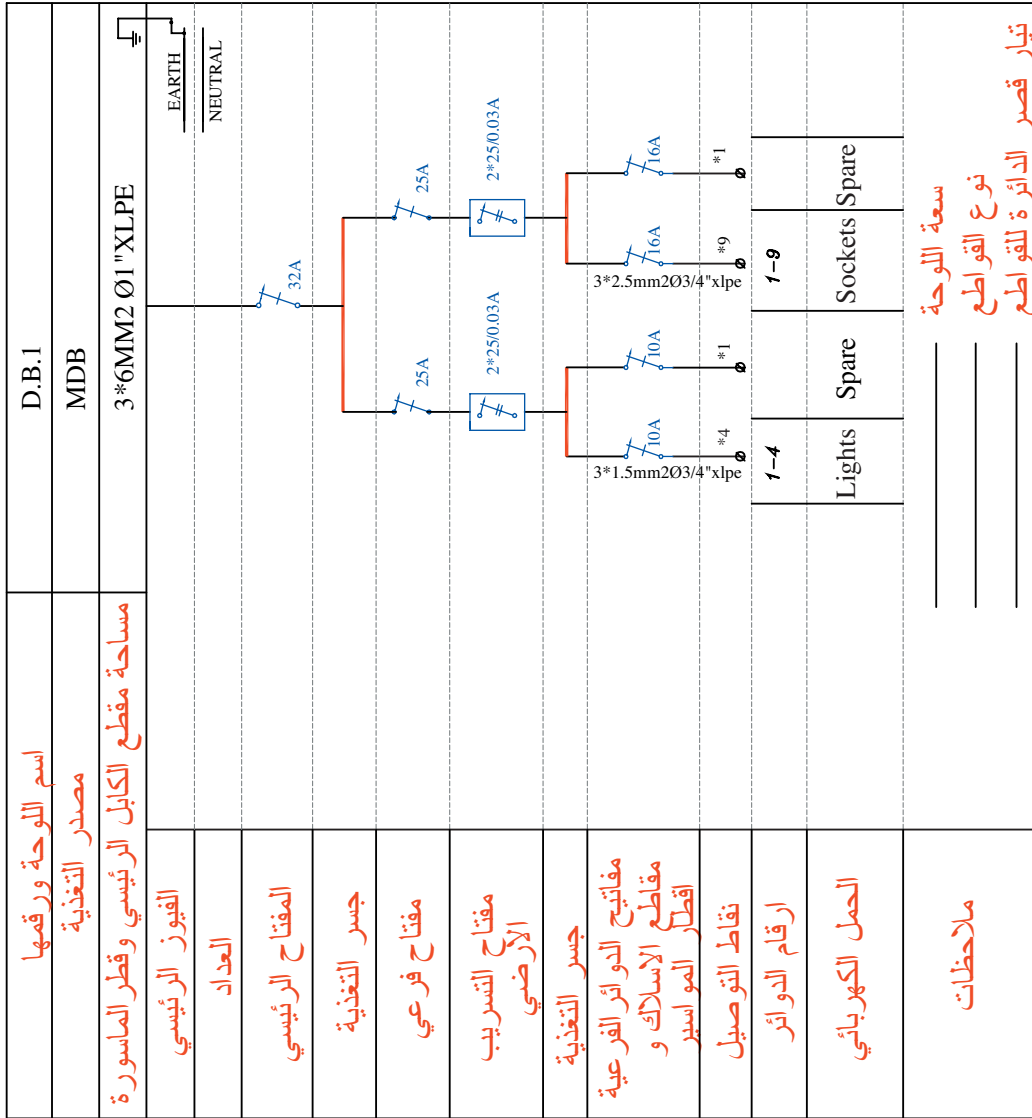 اسم اللوحة ورقمها
D.B.1
مصدر التغذية
MDB
مساحة مقطع الكابل الرئيسي وقطر الماسورة
3*6MM2 Ø1"XLPE
الفيوز الرئيسي
EARTH
NEUTRAL
العداد
المفتاح الرئيسي
32A
جسر التغذية
مفتاح فرعي
25A
25A
مفتاح التسريب
الارضي
2*25/0.03A
2*25/0.03A
جسر التغذية
مفاتيح الدوائر الفرعية
مقاطع الاسلاك و
اقطار المواسير
10A
10A
16A
16A
3*1.5mm2Ø3/4"xlpe
3*2.5mm2Ø3/4"xlpe
نقاط التوصيل
*4
*1
*9
*1
ارقام الدوائر
1-4
1-9
الحمل الكهربائي
Lights
Spare
Sockets
Spare
ملاحظات
سعة اللوحة
نوع القواطع
تيار قصر الدائرة للقواطع